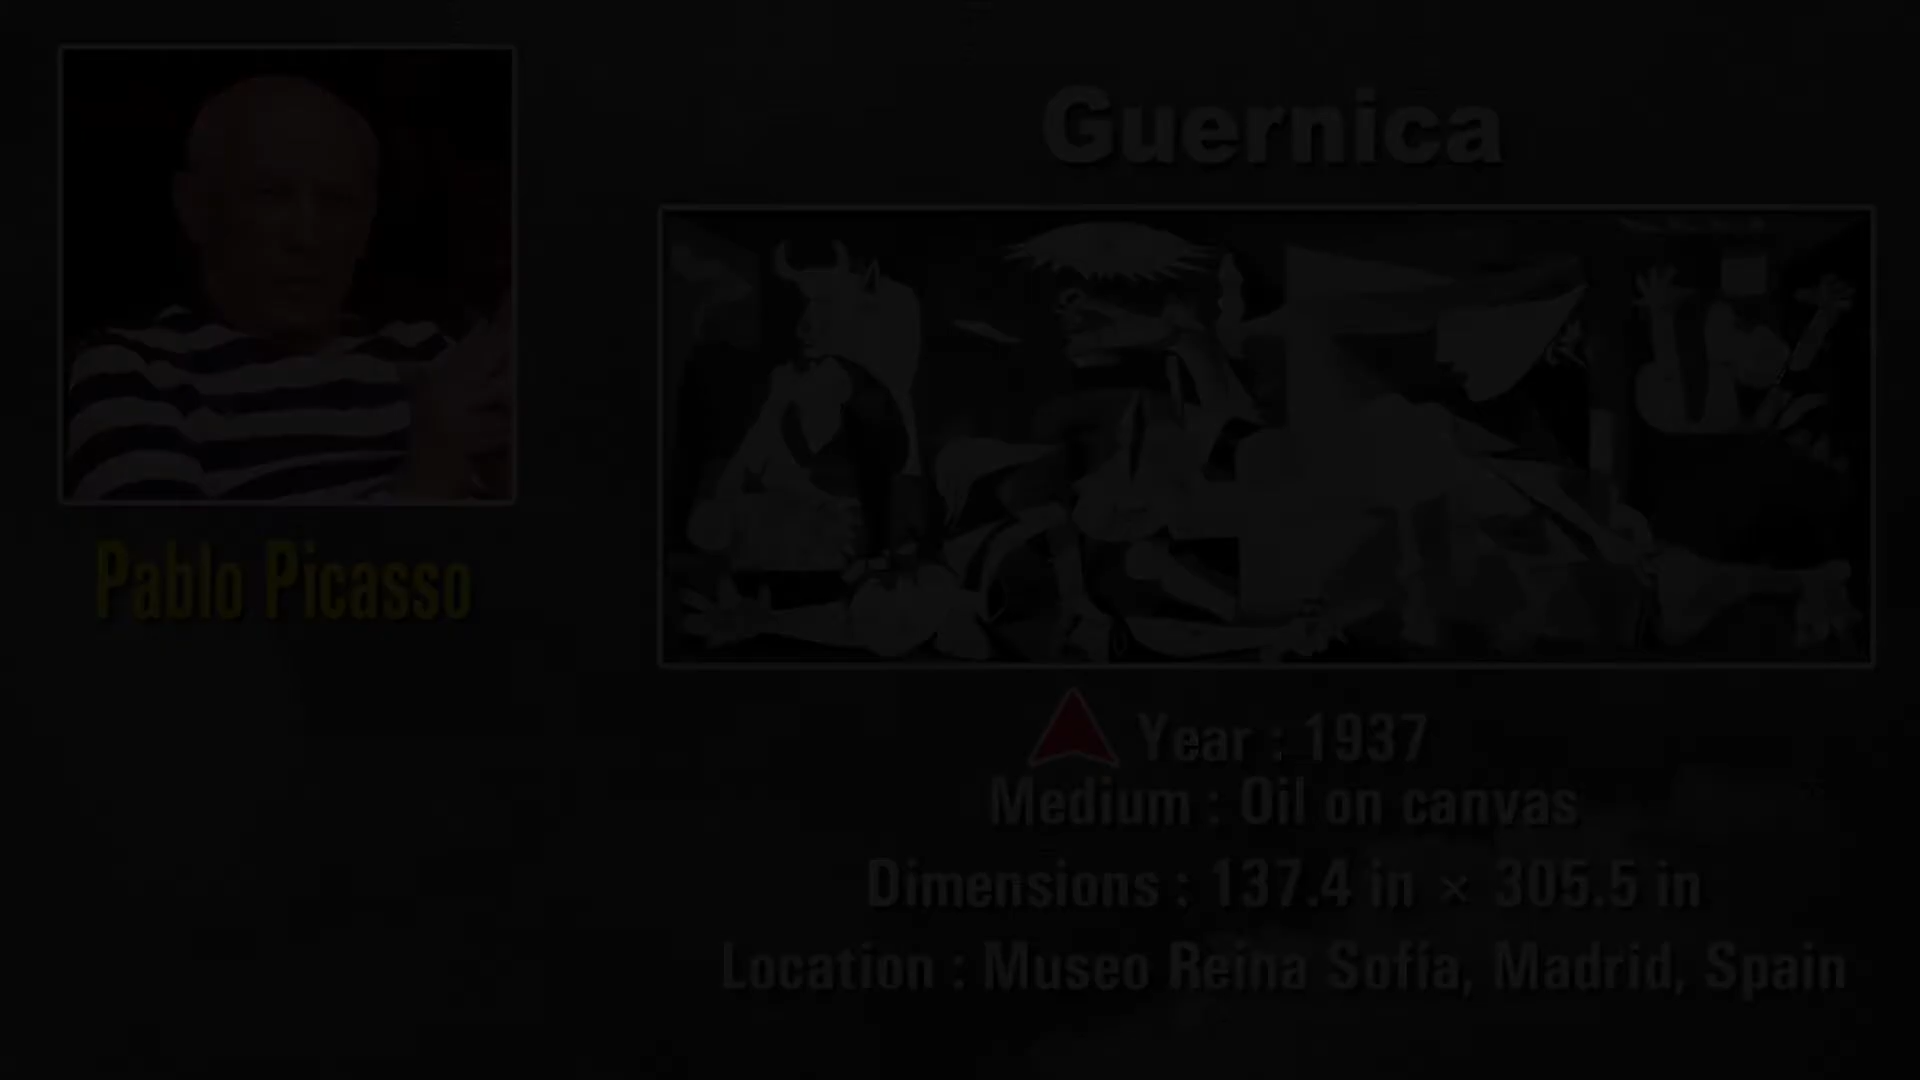 Guernica
Pablo Picasso
Year : 1937
Medium : Oil on canvas
Dimensions : 137.4 in × 305.5 in
Location : Museo Reina Sofía, Madrid, Spain